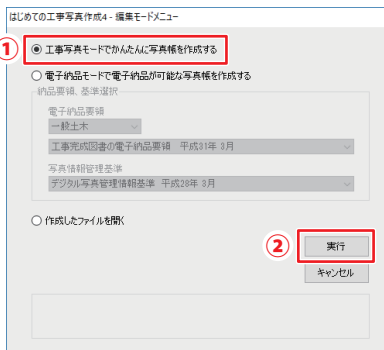 はじめての工事写真作成4 - 編集モードメニュー
①
工事写真モードでかんたんに写真帳を作成する
電子納品モードで電子納品が可能な写真帳を作成する
納品要領、基準選択
電子納品要領
一般土木
工事完成図書の電子納品要領 平成31年 3月
写真情報管理基準
デジタル写真管理情報基準 平成28年 3月
作成したファイルを開く
②
実行
キャンセル